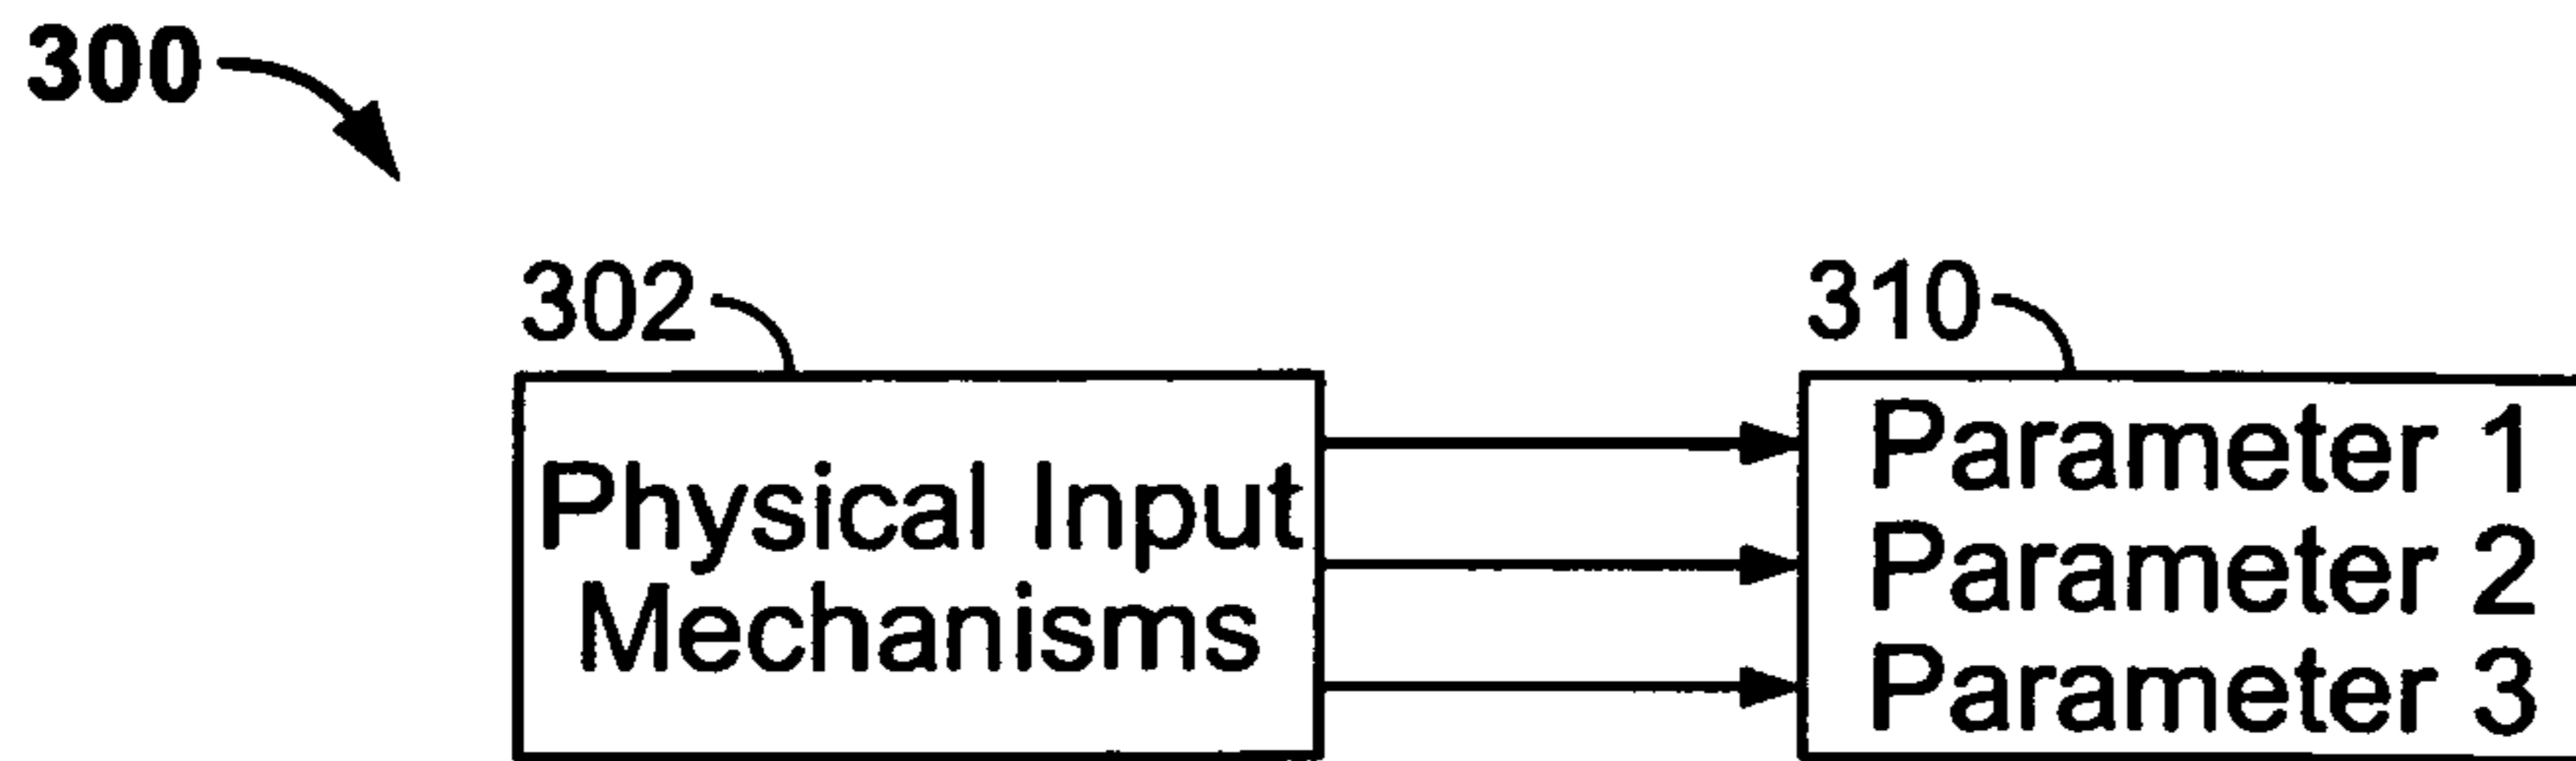 300
302
310
Physical Input
Mechanisms
Parameter 1
Parameter 2
Parameter 3